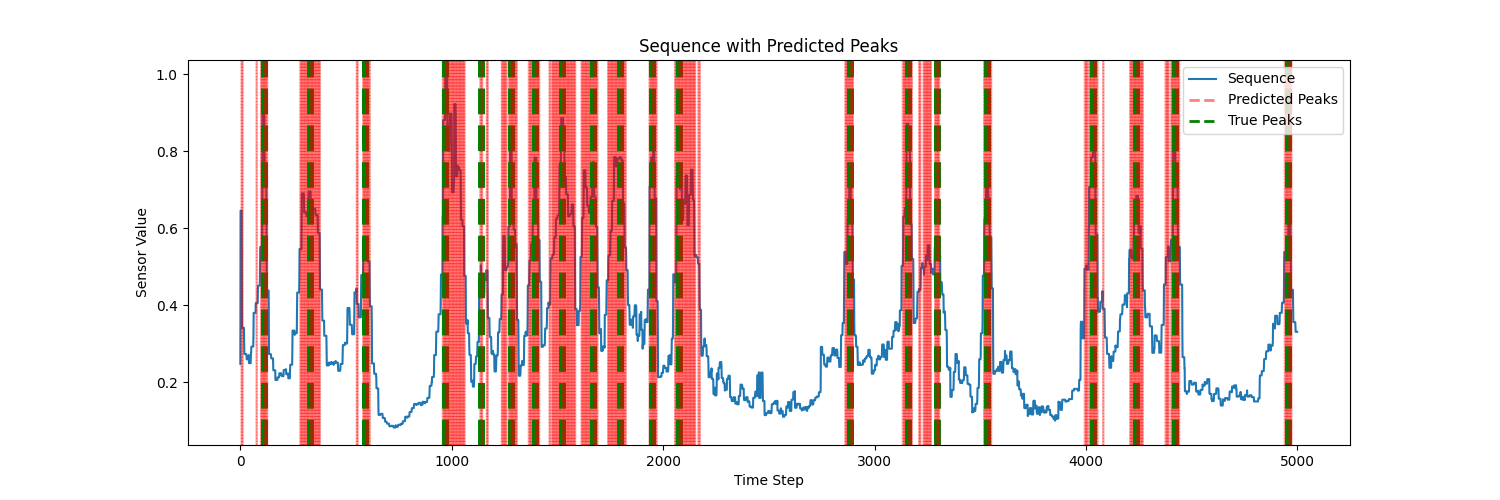 Sequence with Predicted Peaks
1.0
0.8
0.6
0.4
0.2
Sensor Value
0
1000
2000
3000
4000
5000
Time Step
Sequence
Predicted Peaks
True Peaks